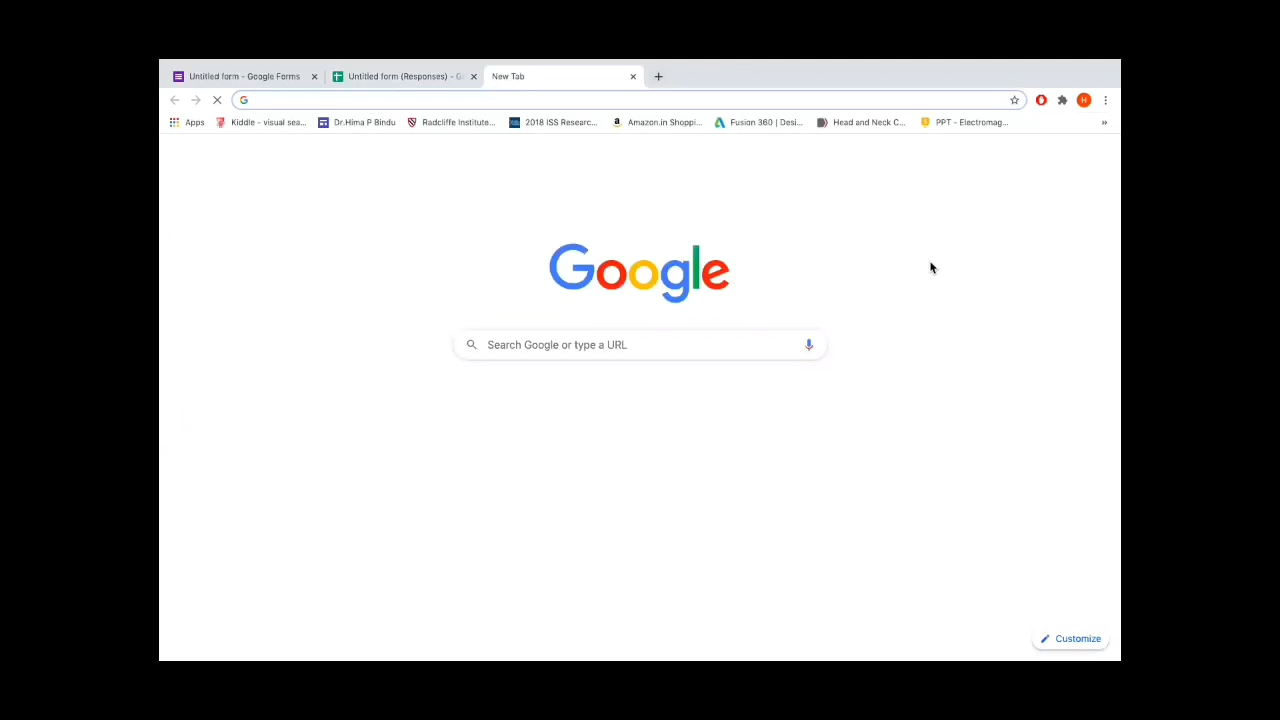 Untitled form - Google Forms
Untitled form (Responses) - G
New Tab
Apps
Kiddle - visual sea...
Dr.Hima P Bindu
Radcliffe Institute...
2018 ISS Researc...
Amazon.in Shoppi...
Fusion 360 | Desi...
Head and Neck C...
PPT - Electromag...
H
Google
Search Google or type a URL
Customize